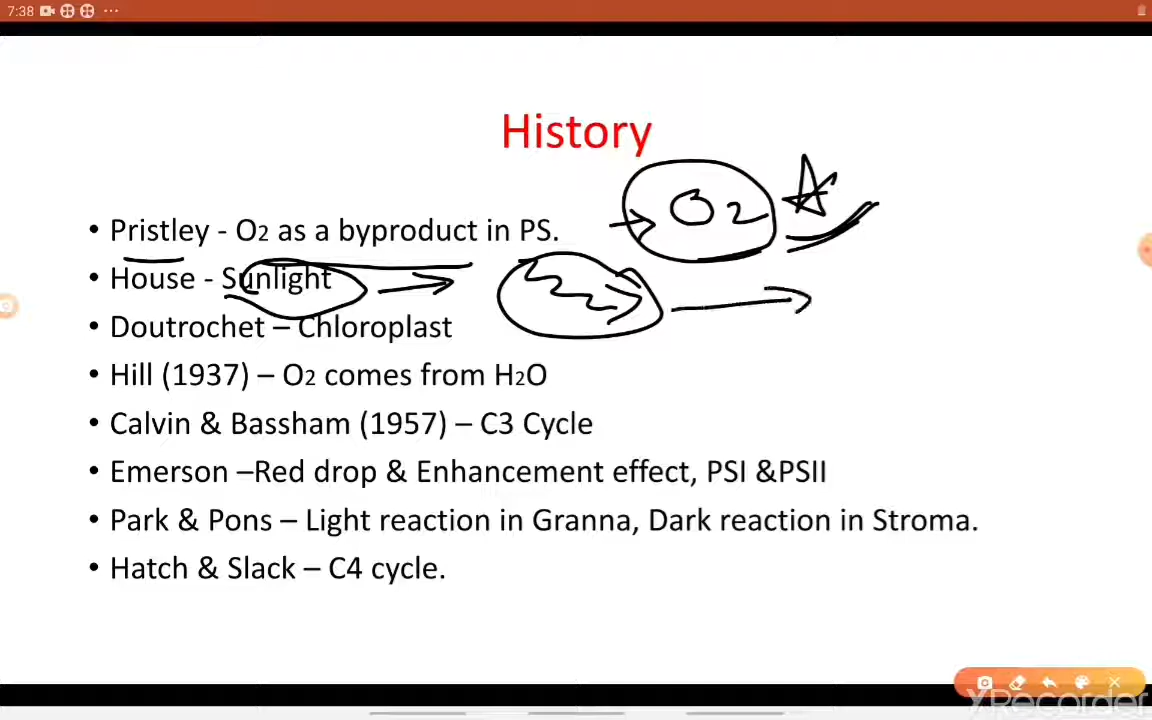 7:38
History
• Pristley - O2 as a byproduct in PS.
O2
• House - Sunlight
• Doutrochet – Chloroplast
• Hill (1937) – O2 comes from H2O
• Calvin & Bassham (1957) – C3 Cycle
• Emerson –Red drop & Enhancement effect, PSI &PSII
• Park & Pons – Light reaction in Granna, Dark reaction in Stroma.
• Hatch & Slack – C4 cycle.
XRecorder